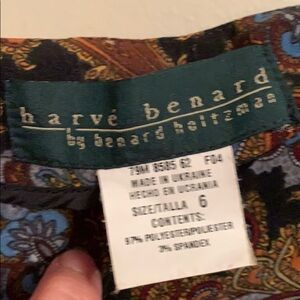 harvé benard
by benard holtzman
79M 8585 62 F04
MADE IN UKRAINE
HECHO EN UCRANIA
SIZE/TALLA 6
CONTENTS:
97% POLYESTER/POLIESTER
3% SPANDEX